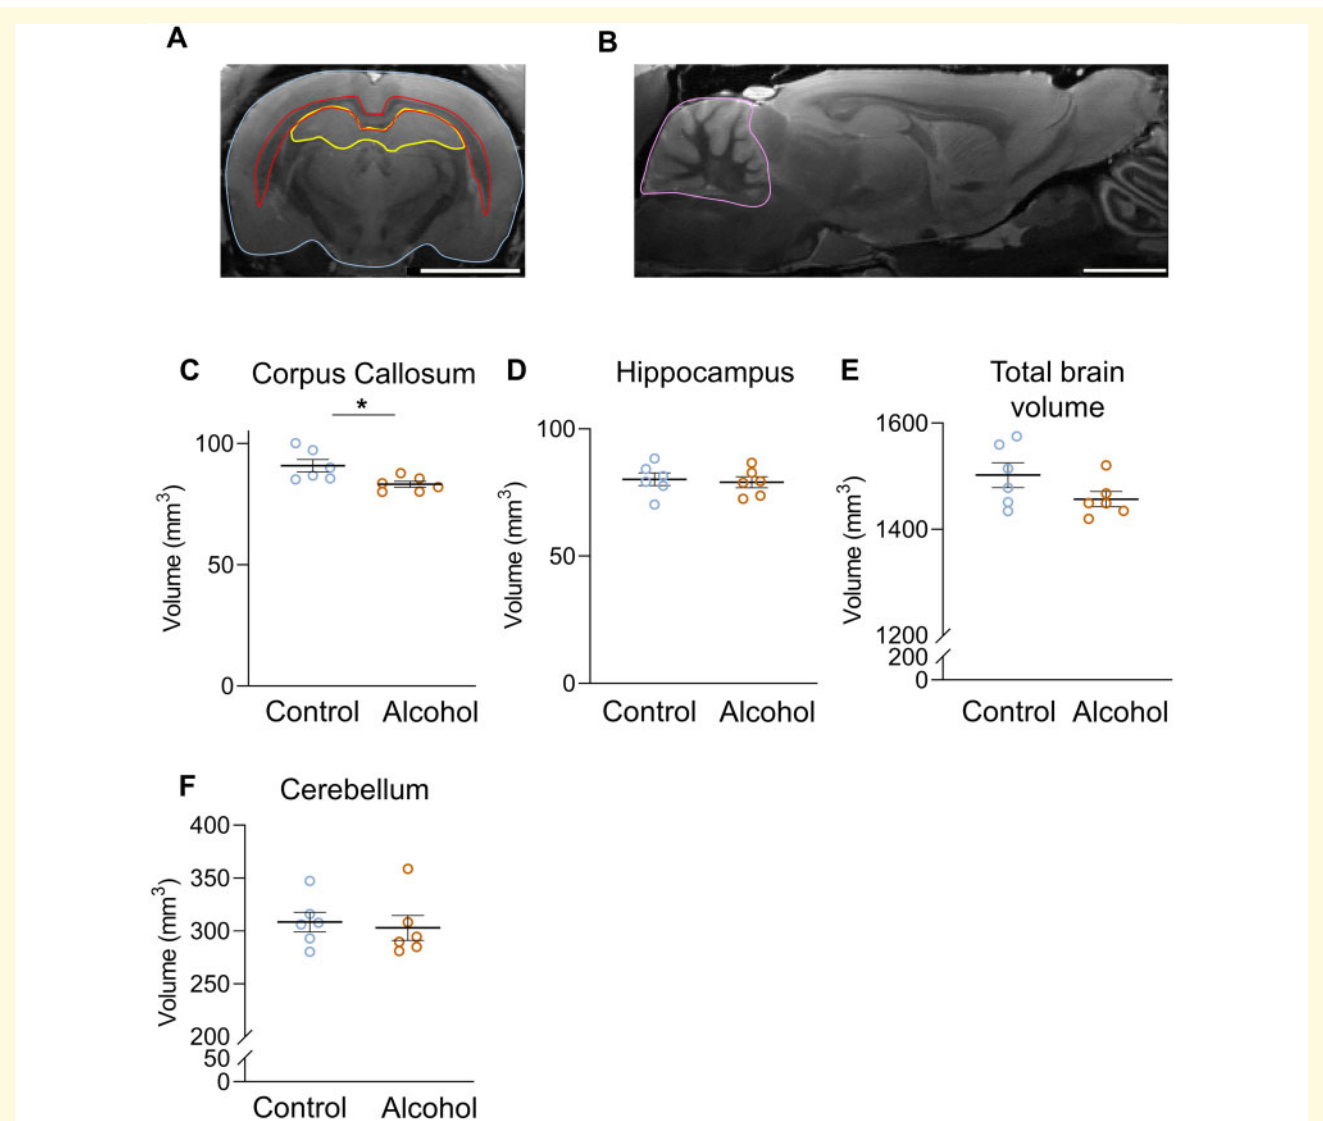 A
B
C
Corpus Callosum
*
100
50
0
Volume (mm³)
Control
Alcohol
D
Hippocampus
100
50
0
Volume (mm³)
Control
Alcohol
E
Total brain
volume
1600
1400
1200
200
0
Volume (mm³)
Control
Alcohol
F
Cerebellum
400
350
300
250
200
50
0
Volume (mm³)
Control
Alcohol